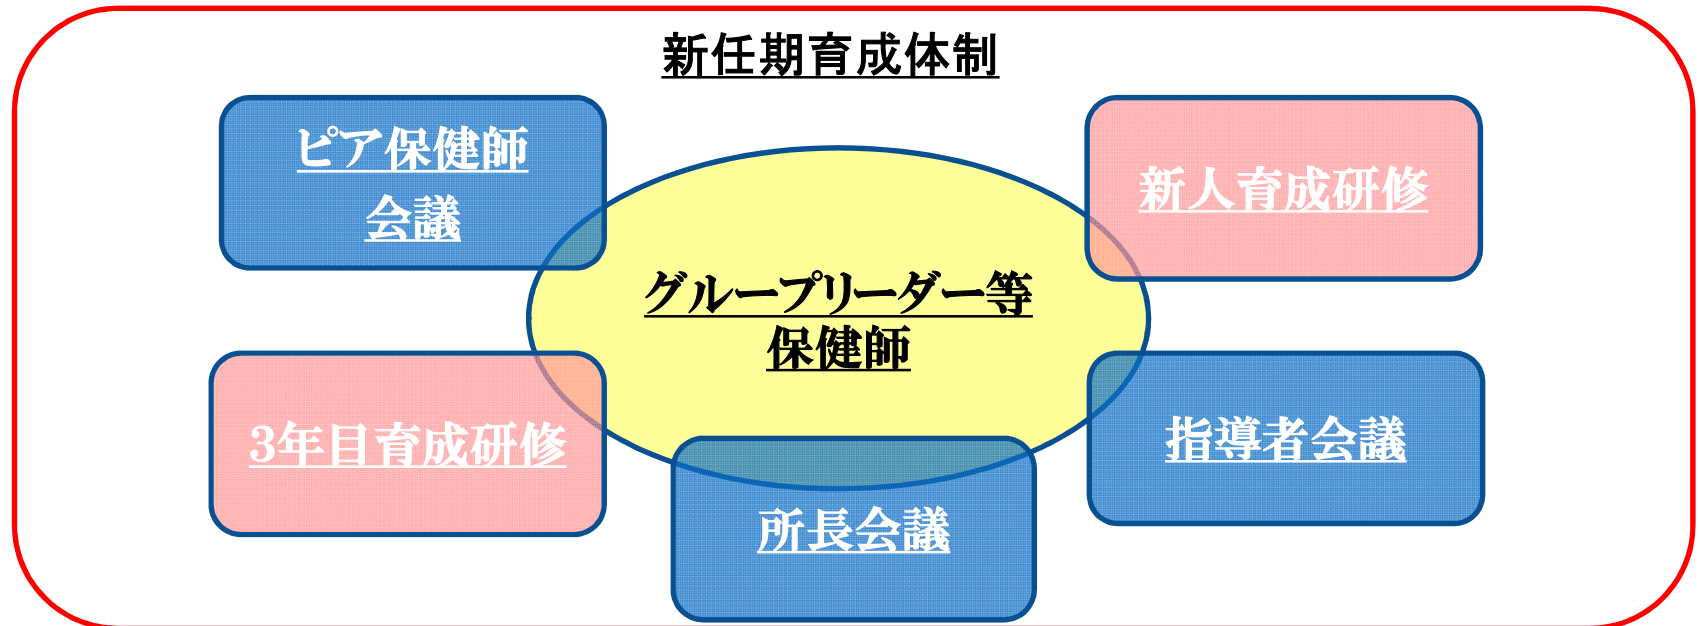 新任期育成体制
ピア保健師
会議
新人育成研修
グループリーダー等
保健師
3年目育成研修
指導者会議
所長会議